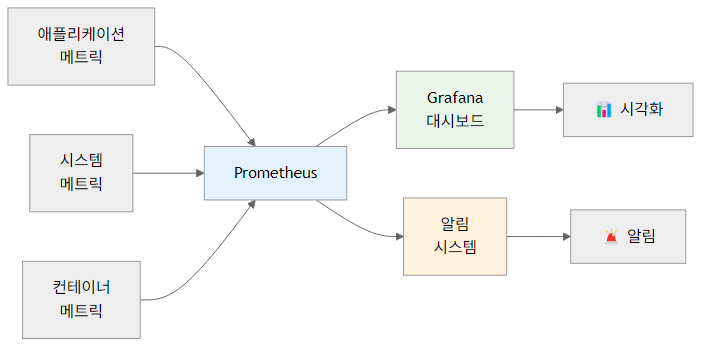 애플리케이션
메트릭
시스템
메트릭
컨테이너
메트릭
Prometheus
Grafana
대시보드
알림
시스템
시각화
알림